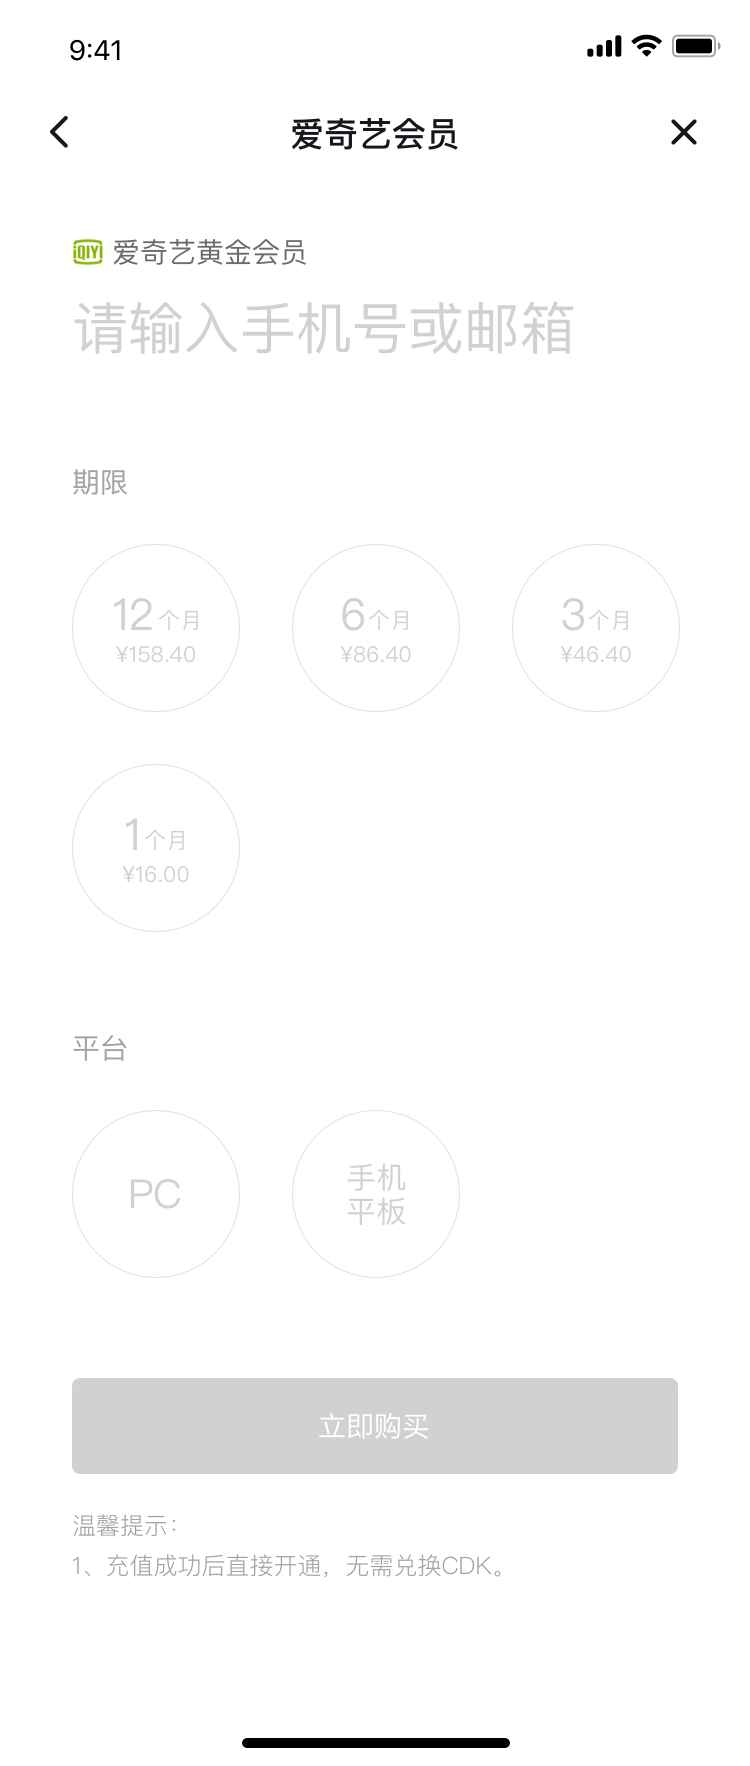 9:41
爱奇艺会员
iQIYI 爱奇艺黄金会员
请输入手机号或邮箱
期限
12个月 6个月 3个月
¥158.40 ¥86.40 ¥46.40
1个月
¥16.00
平台
PC 手机
平板
立即购买
温馨提示：
1、充值成功后直接开通，无需兑换CDK。